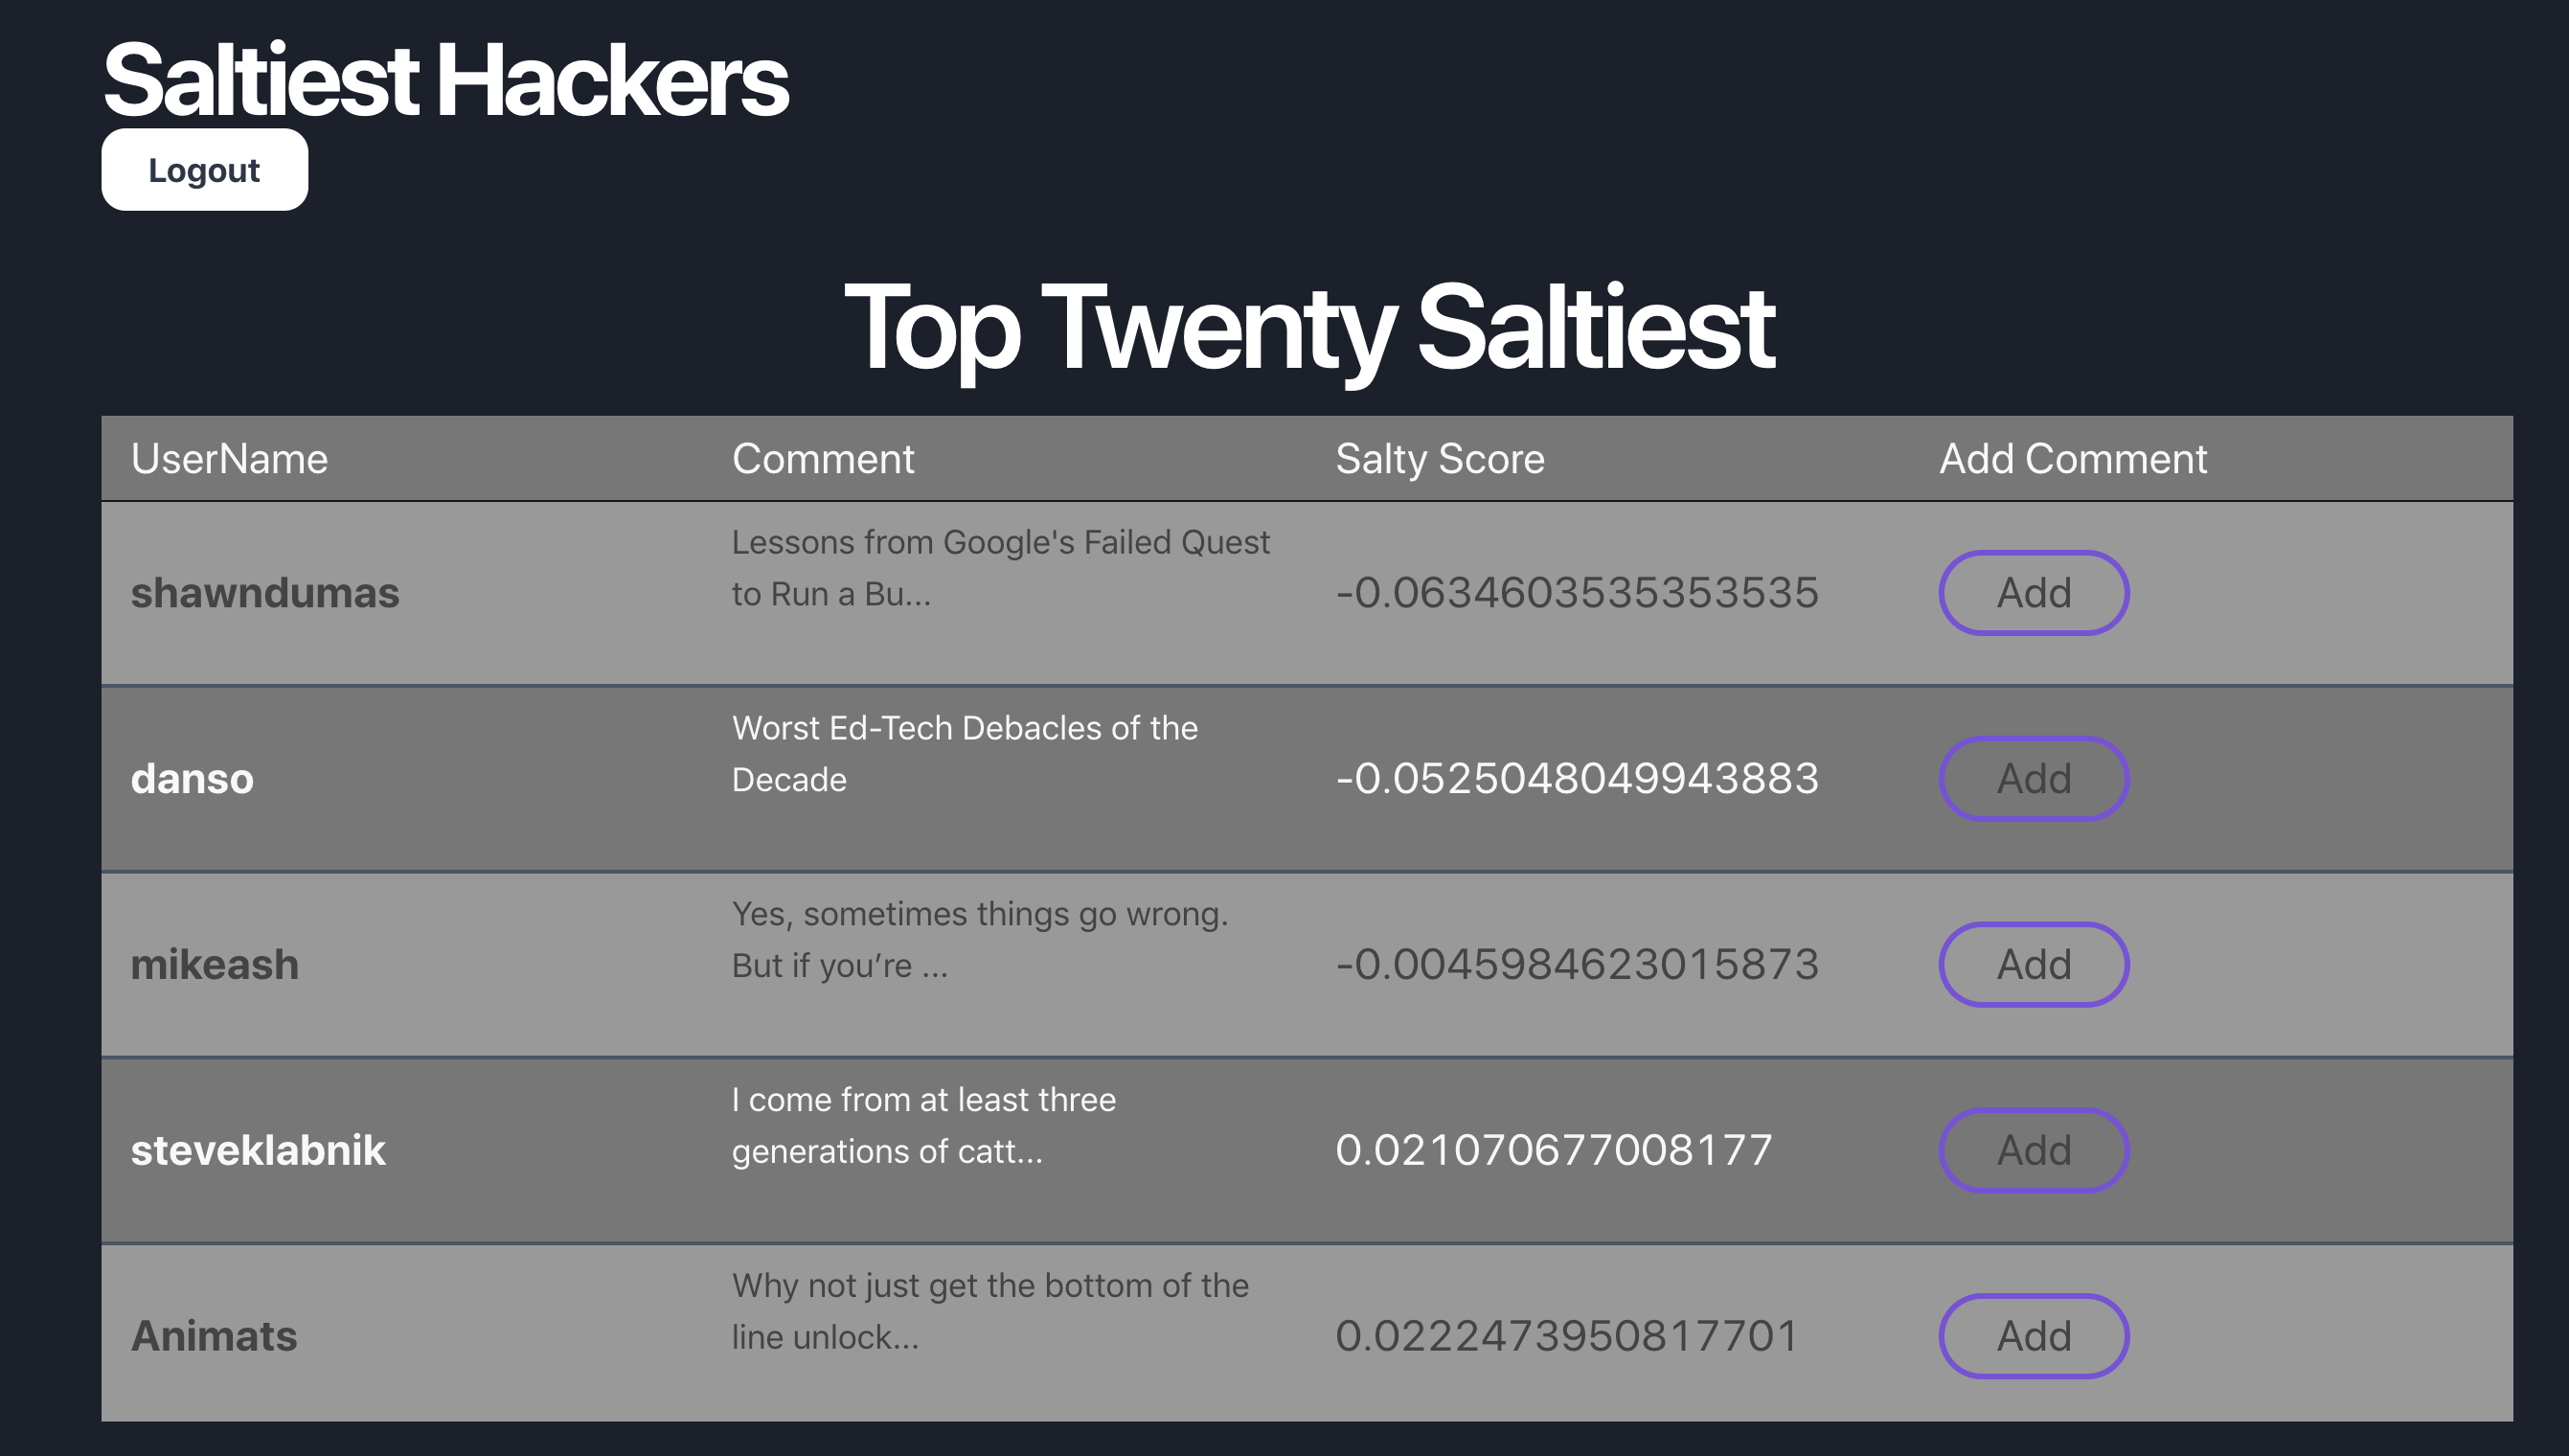 Saltiest Hackers
Logout
Top Twenty Saltiest
UserName Comment Salty Score Add Comment
Lessons from Google's Failed Quest
shawndumas to Run a Bu... -0.0634603535353535 Add
Worst Ed-Tech Debacles of the
danso Decade -0.0525048049943883 Add
Yes, sometimes things go wrong.
mikeash But if you’re ... -0.0045984623015873 Add
I come from at least three
steveklabnik generations of catt... 0.021070677008177 Add
Why not just get the bottom of the
Animats line unlock... 0.0222473950817701 Add